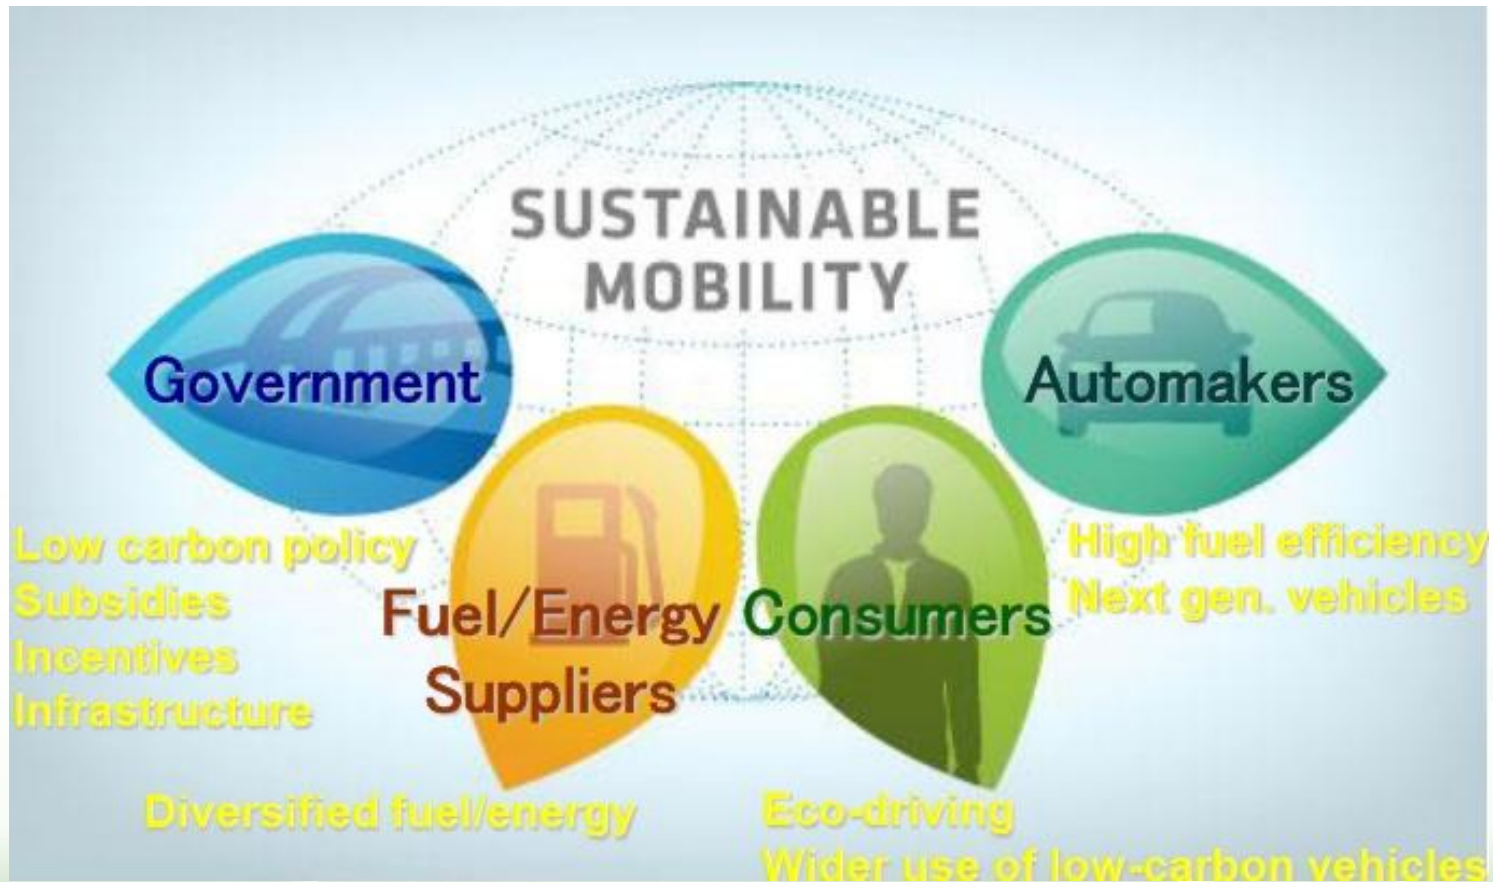 SUSTAINABLE
MOBILITY
Government
Automakers
Fuel/Energy
Suppliers
Consumers
Low carbon policy
Subsidies
Incentives
Infrastructure
High fuel efficiency
Next gen. vehicles
Diversified fuel/energy
Eco-driving
Wider use of low-carbon vehicles